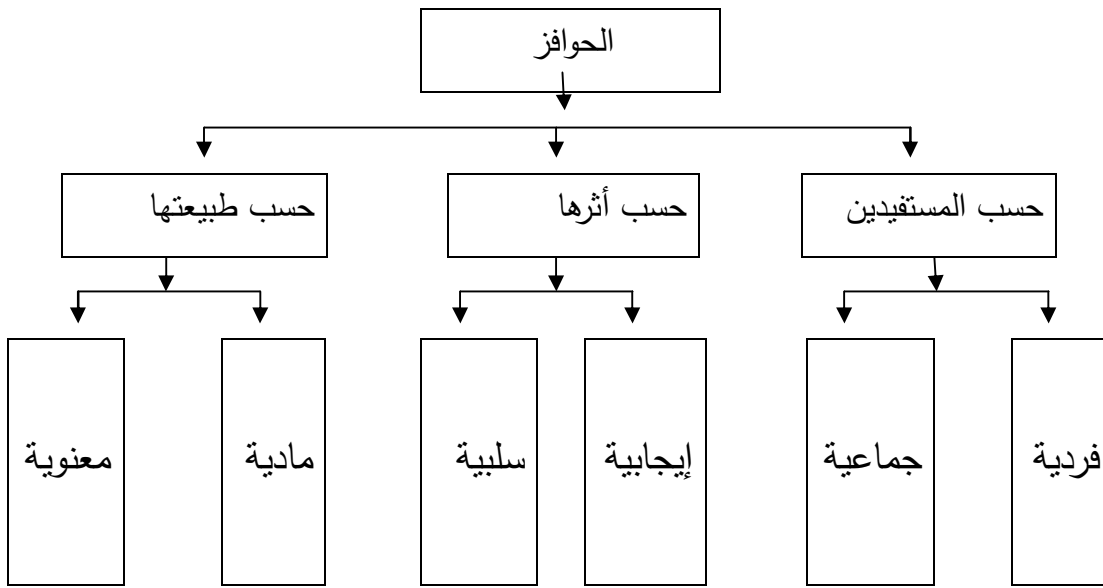 الحوافز
حسب المستفيدين
حسب أثرها
حسب طبيعتها
فردية
جماعية
إيجابية
سلبية
مادية
معنوية